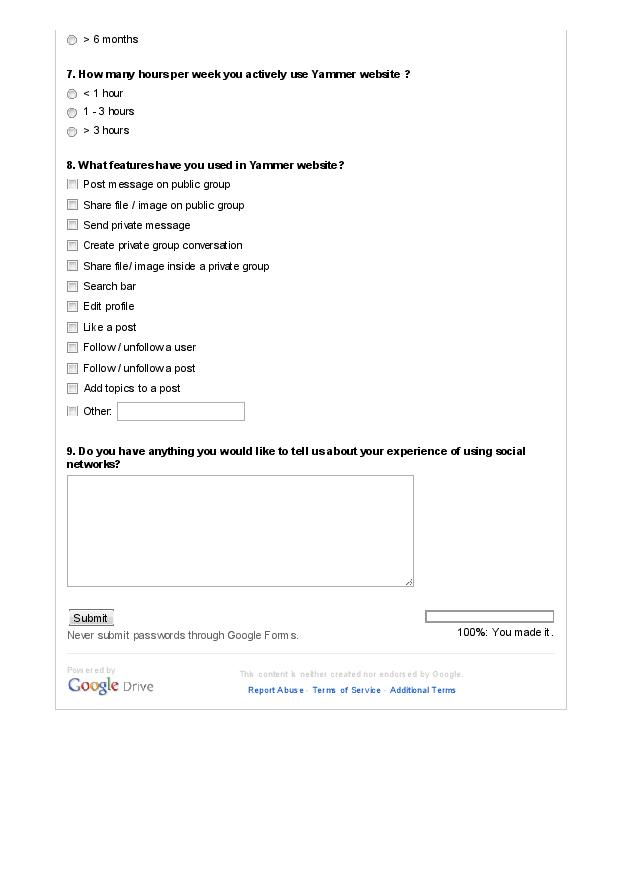 > 6 months
7. How many hours per week you actively use Yammer website ?
< 1 hour
1 - 3 hours
> 3 hours
8. What features have you used in Yammer website?
Post message on public group
Share file / image on public group
Send private message
Create private group conversation
Share file/ image inside a private group
Search bar
Edit profile
Like a post
Follow / unfollow a user
Follow / unfollow a post
Add topics to a post
Other:
9. Do you have anything you would like to tell us about your experience of using social
networks?
Submit
Never submit passwords through Google Forms.
100%: You made it.
Powered by
Google Drive
This content is neither created nor endorsed by Google.
Report Abuse - Terms of Service - Additional Terms